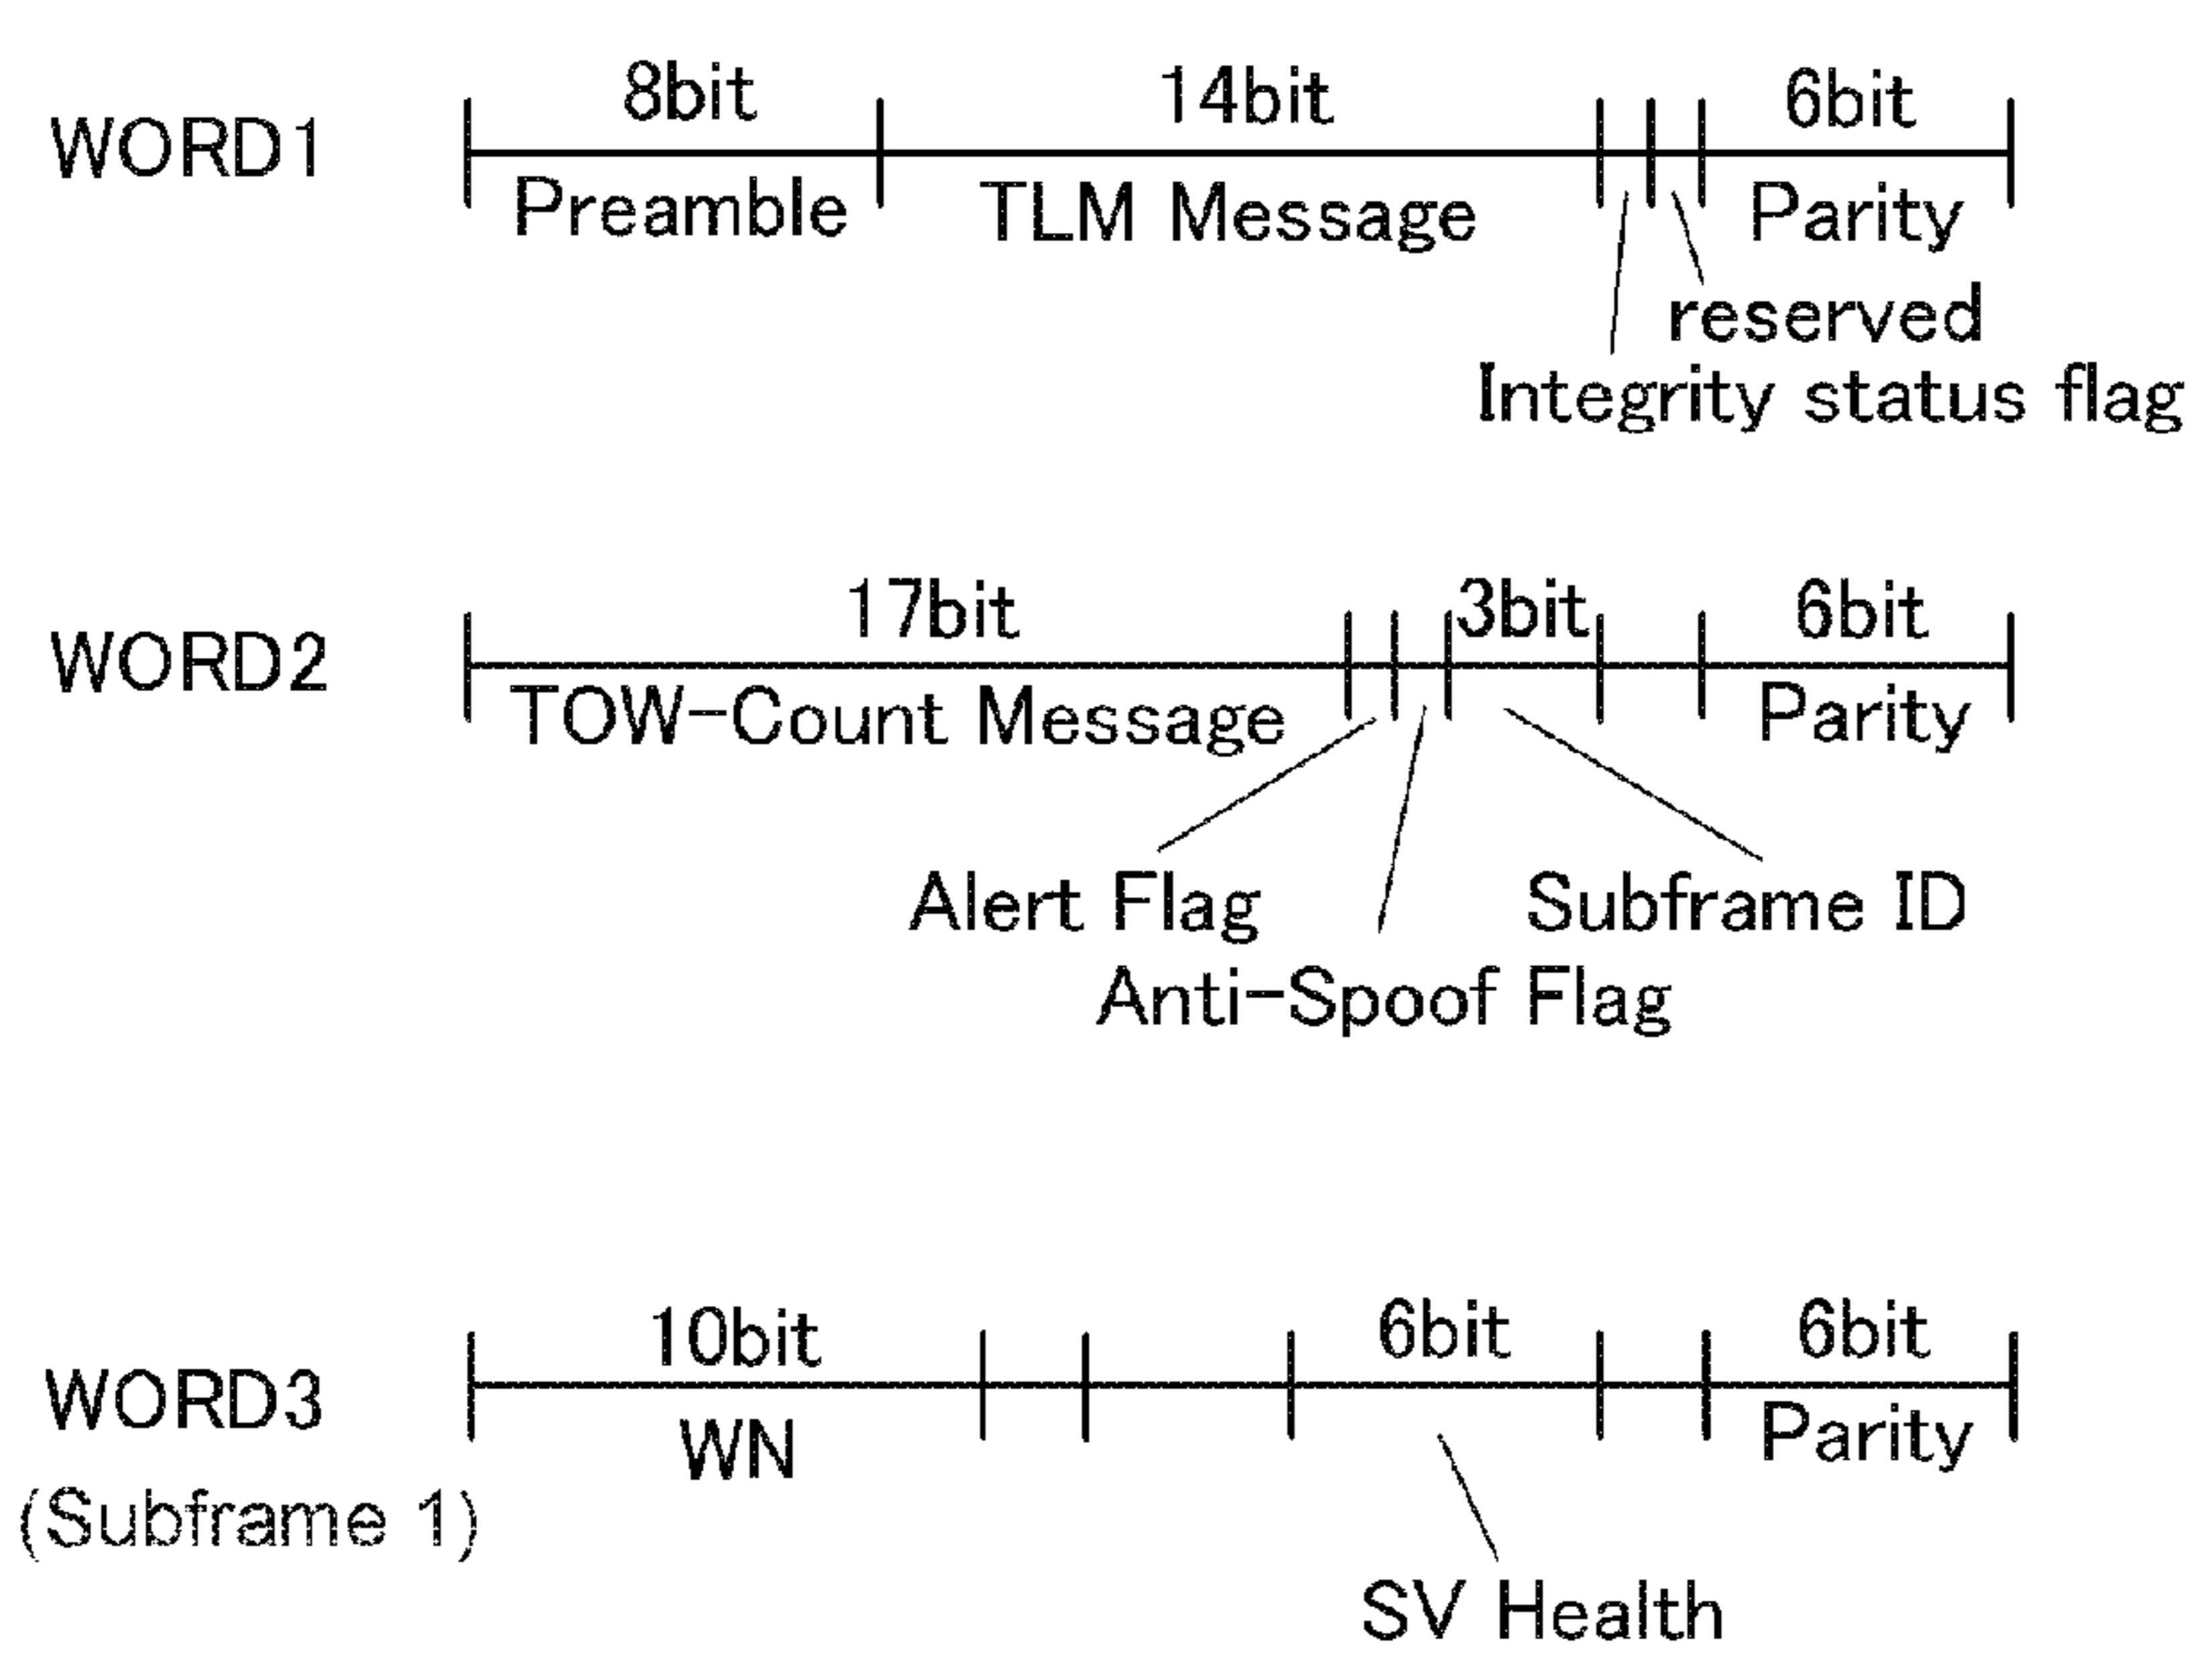 8bit 14bit 6bit
WORD1
Preamble TLM Message Parity
reserved
Integrity status flag
17bit 3bit 6bit
WORD2
TOW-Count Message Parity
Alert Flag Subframe ID
Anti-Spoof Flag
10bit 6bit 6bit
WORD3
WN Parity
(Subframe 1)
SV Health